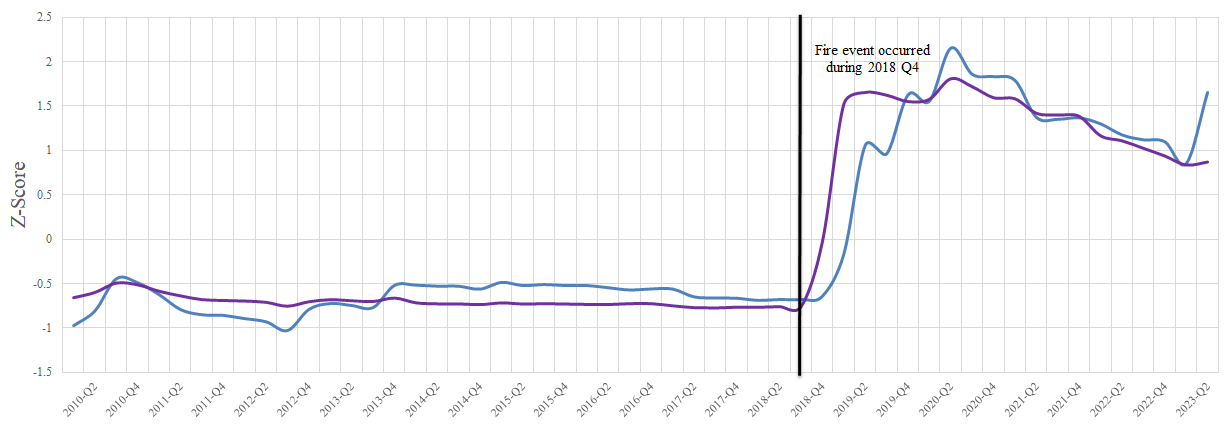 2.5
2
1.5
1
0.5
0
-0.5
-1
-1.5
Z-Score
Fire event occurred
during 2018 Q4
2010-Q2
2010-Q4
2011-Q2
2011-Q4
2012-Q2
2012-Q4
2013-Q2
2013-Q4
2014-Q2
2014-Q4
2015-Q2
2015-Q4
2016-Q2
2016-Q4
2017-Q2
2017-Q4
2018-Q2
2018-Q4
2019-Q2
2019-Q4
2020-Q2
2020-Q4
2021-Q2
2021-Q4
2022-Q2
2022-Q4
2023-Q2